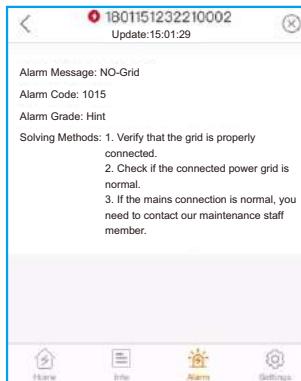 1801151232210002
Update:15:01:29
Alarm Message: NO-Grid
Alarm Code: 1015
Alarm Grade: Hint
Solving Methods: 1. Verify that the grid is properly
connected.
2. Check if the connected power grid is
normal.
3. If the mains connection is normal, you
need to contact our maintenance staff
member.
Home Info Alarm Settings